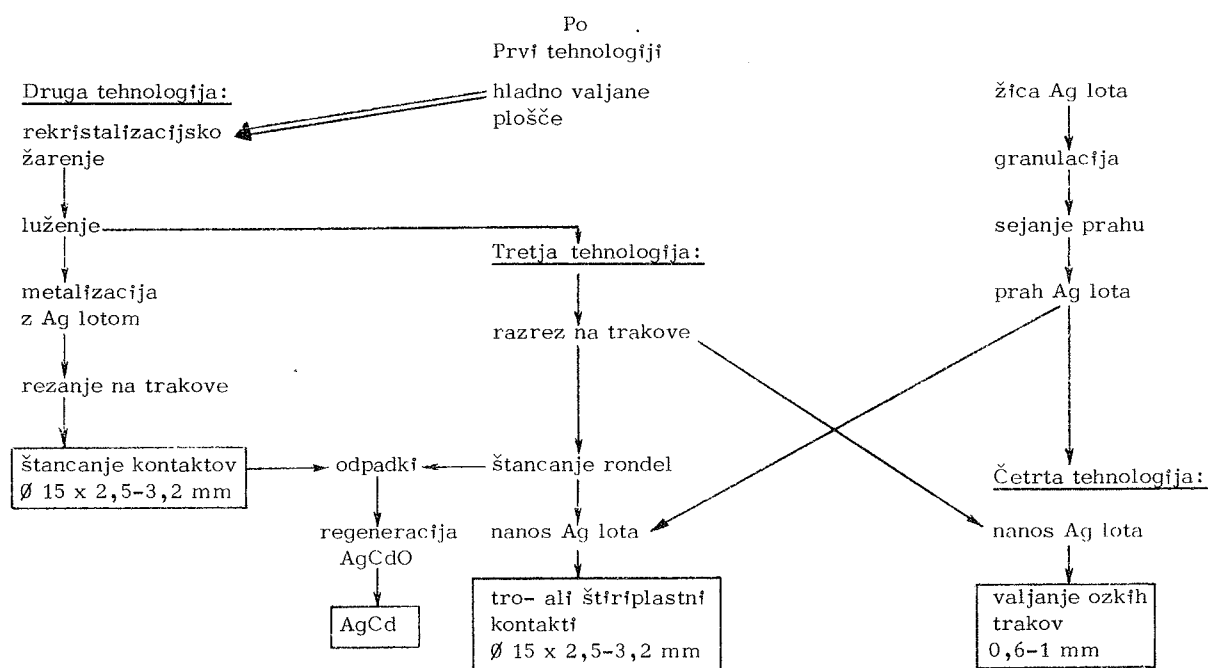 Po
Prvi tehnologiji
hladno valjane
plošče
Druga tehnologija:
rekristalizacijsko
žarenje
luženje
metalizacija
z Ag lotom
rezanje na trakove
štancanje kontaktov
Ø 15 x 2,5-3,2 mm
odpadki
regeneracija
AgCdO
AgCd
Tretja tehnologija:
razrez na trakove
štancanje rondel
nanos Ag lota
tro- ali štiriplastni
kontakti
Ø 15 x 2,5-3,2 mm
žica Ag lota
granulacija
sejanje prahu
prah Ag lota
Četrta tehnologija:
nanos Ag lota
valjanje ozkih
trakov
0,6-1 mm